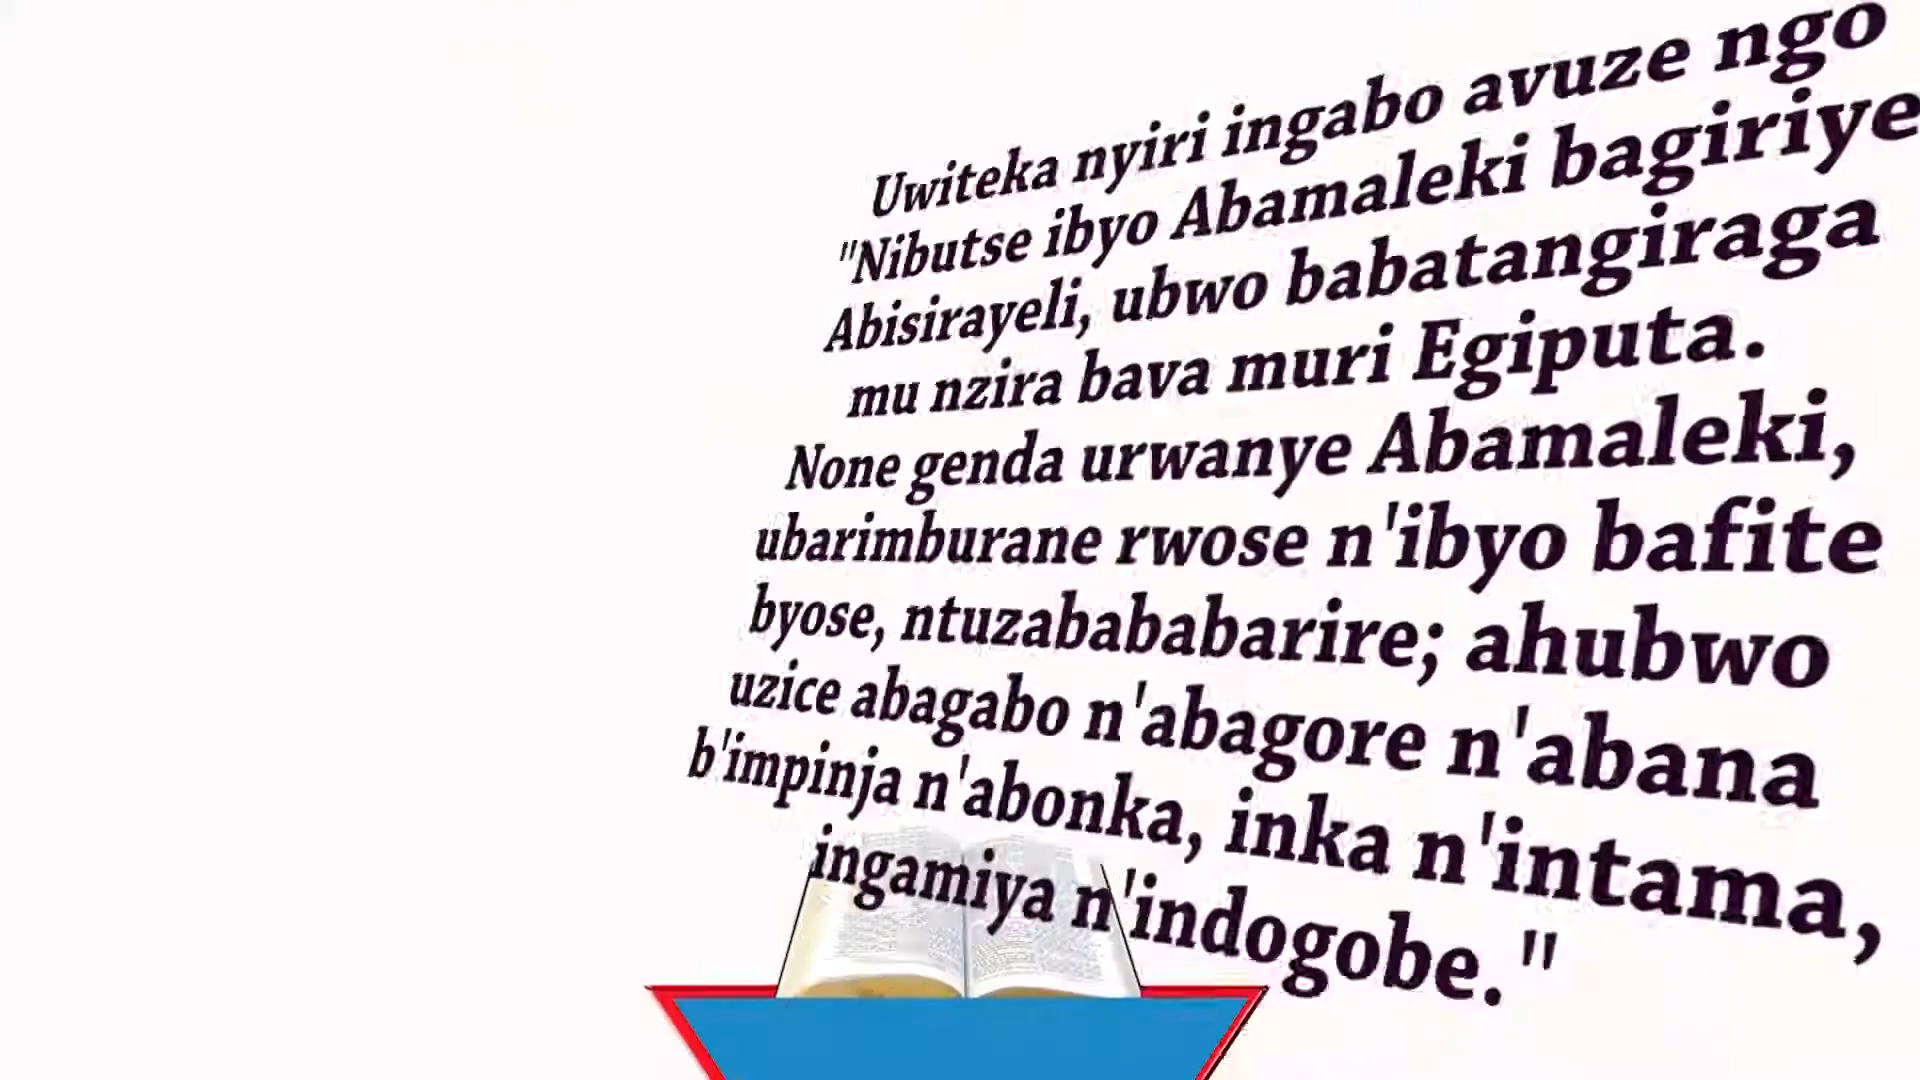 Uwiteka nyiri ingabo avuze ngo
"Nibutse ibyo Abamaleki bagiriye
Abisirayeli, ubwo babatangiraga
mu nzira bava muri Egiputa.
None genda urwanye Abamaleki,
ubarimburane rwose n'ibyo bafite
byose, ntuzabababarire; ahubwo
uzice abagabo n'abagore n'abana
b'impinja n'abonka, inka n'intama,
ingamiya n'indogobe."